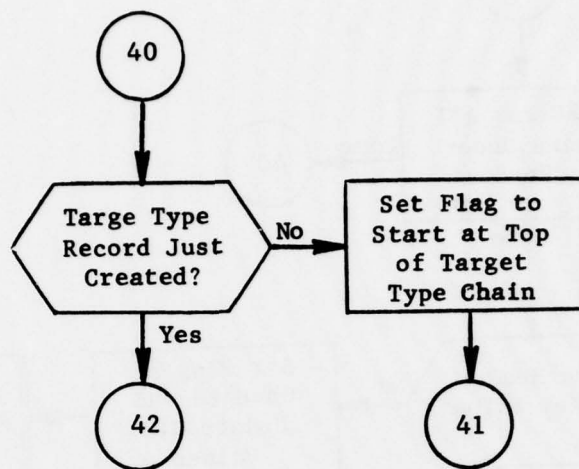 40
Targe Type
Record Just
Created?
No
Set Flag to
Start at Top
of Target
Type Chain
Yes
42
41